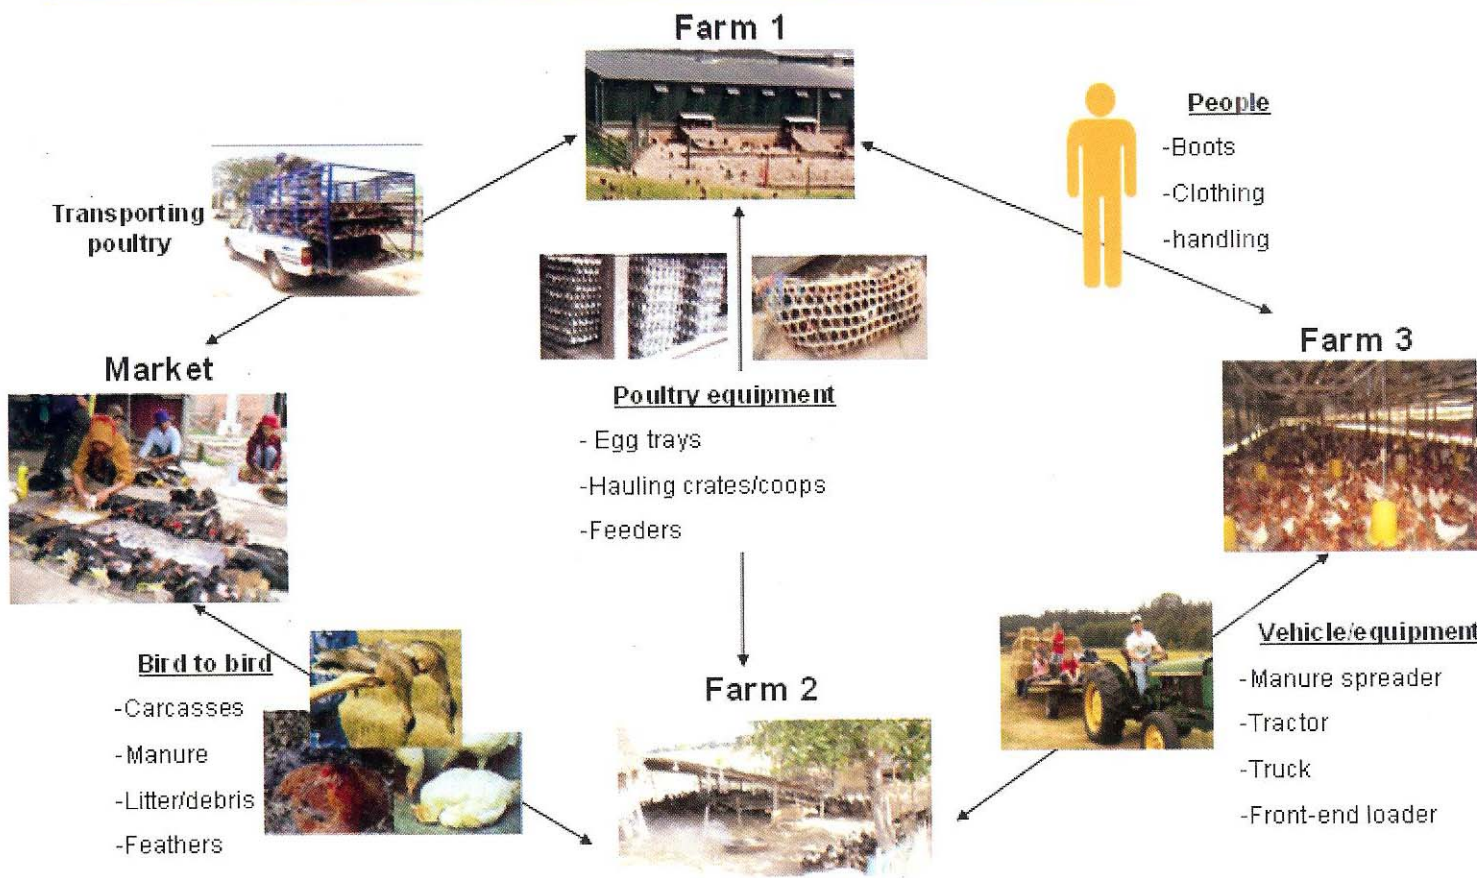 Farm 1
People
-Boots
-Clothing
-handling
Transporting
poultry
Farm 3
Market
Poultry equipment
- Egg trays
-Hauling crates/coops
-Feeders
Bird to bird
-Carcasses
-Manure
-Litter/debris
-Feathers
Farm 2
Vehicle/equipment
-Manure spreader
-Tractor
-Truck
-Front-end loader